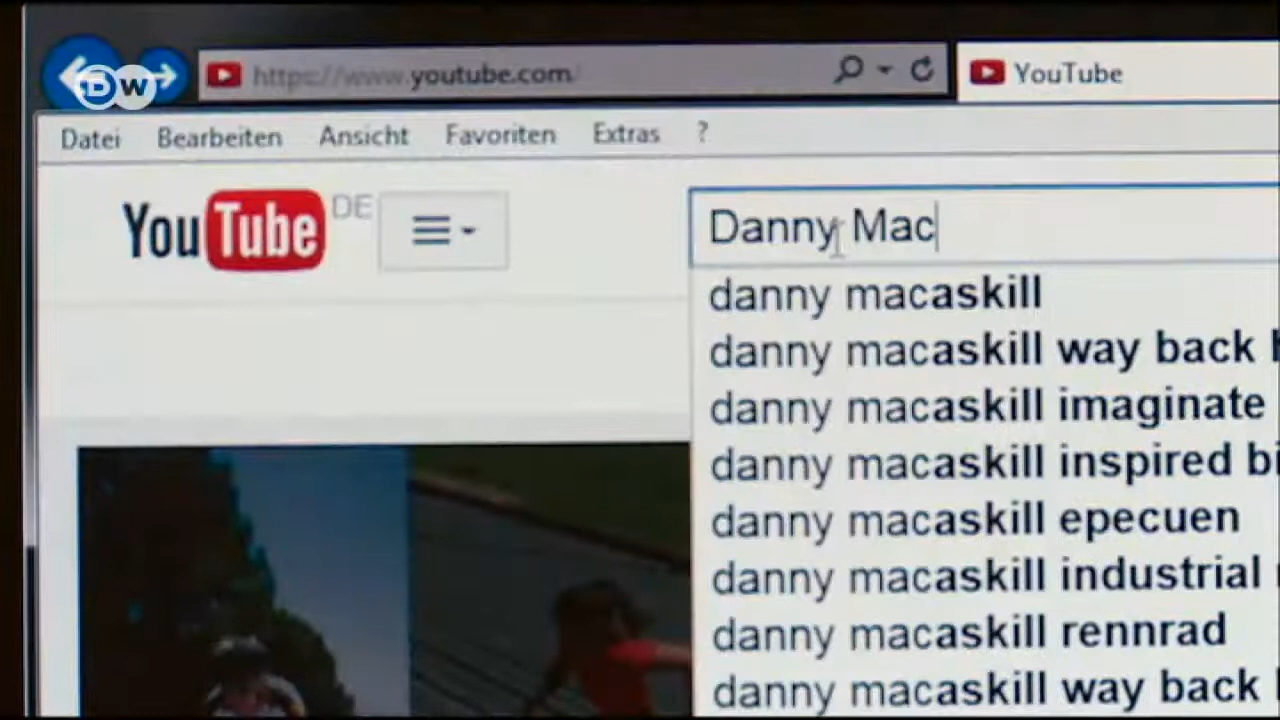 DW
https://www.youtube.com/
YouTube
Datei Bearbeiten Ansicht Favoriten Extras ?
YouTube DE
Danny Mac
danny macaskill
danny macaskill way back
danny macaskill imaginate
danny macaskill inspired bi
danny macaskill epecuen
danny macaskill industrial
danny macaskill rennrad
danny macaskill way back